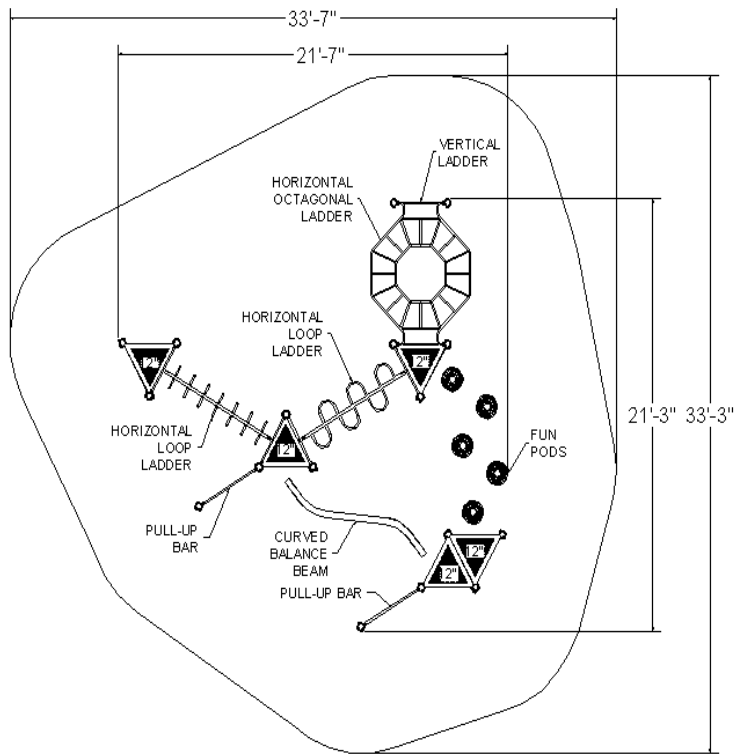 33'-7"
21'-7"
VERTICAL
LADDER
HORIZONTAL
OCTAGONAL
LADDER
HORIZONTAL
LOOP
LADDER
12"
12"
21'-3"
33'-3"
HORIZONTAL
LOOP
LADDER
12"
FUN
PODS
PULL-UP
BAR
CURVED
BALANCE
BEAM
12"
12"
PULL-UP BAR